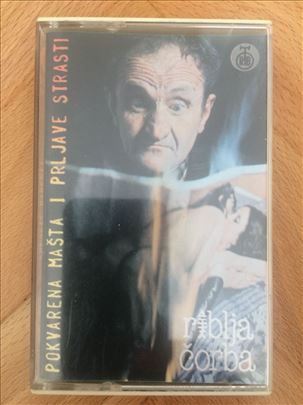 POKVARENA MAŠTA I PRLJAVE STRASTI
riblja
čorba